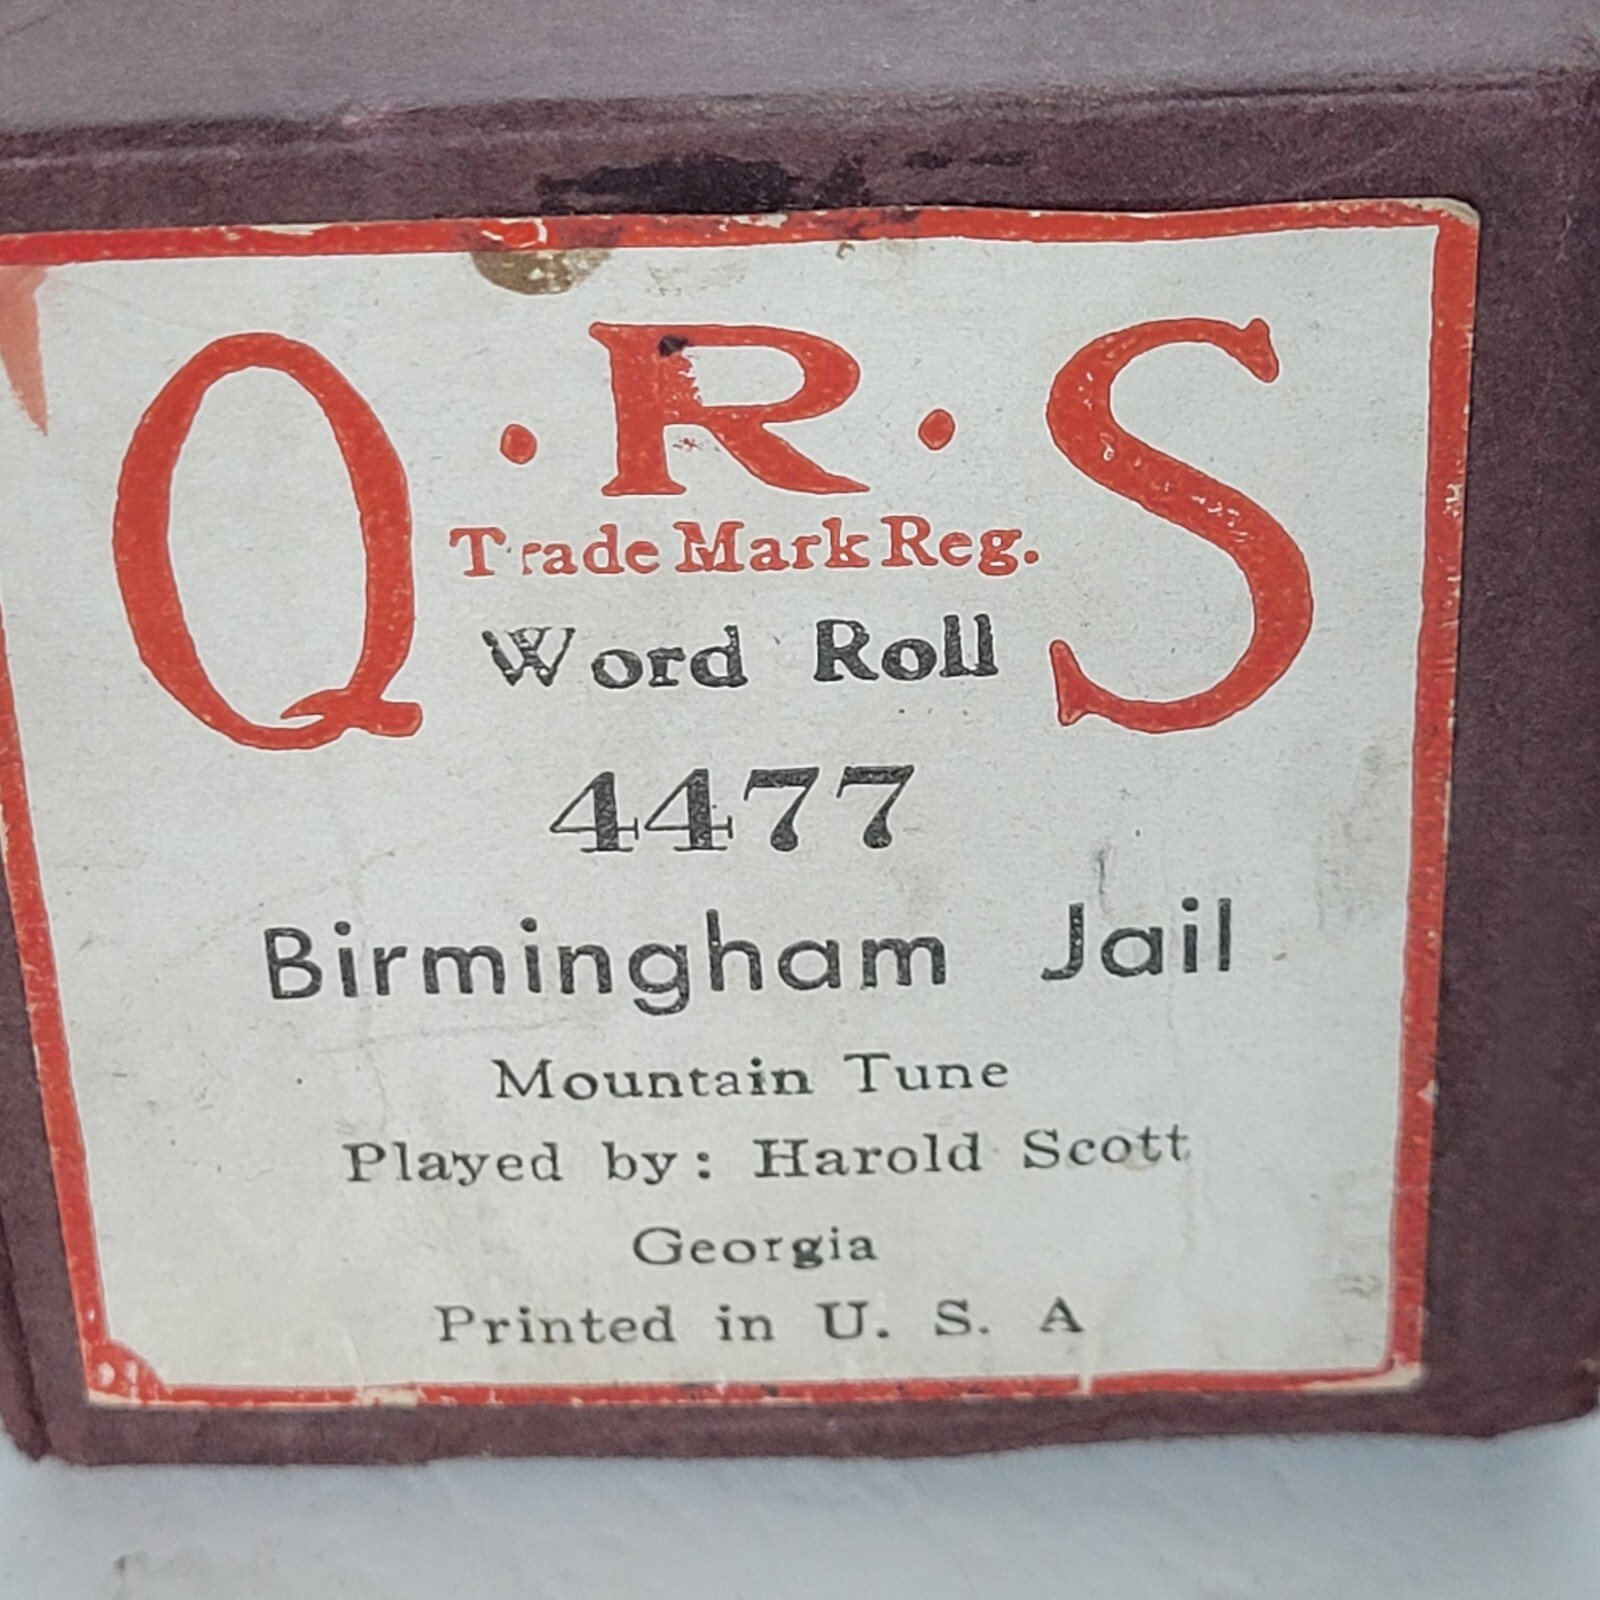 Q·R·S
Trade Mark Reg.
Word Roll
4477
Birmingham Jail
Mountain Tune
Played by: Harold Scott
Georgia
Printed in U. S. A